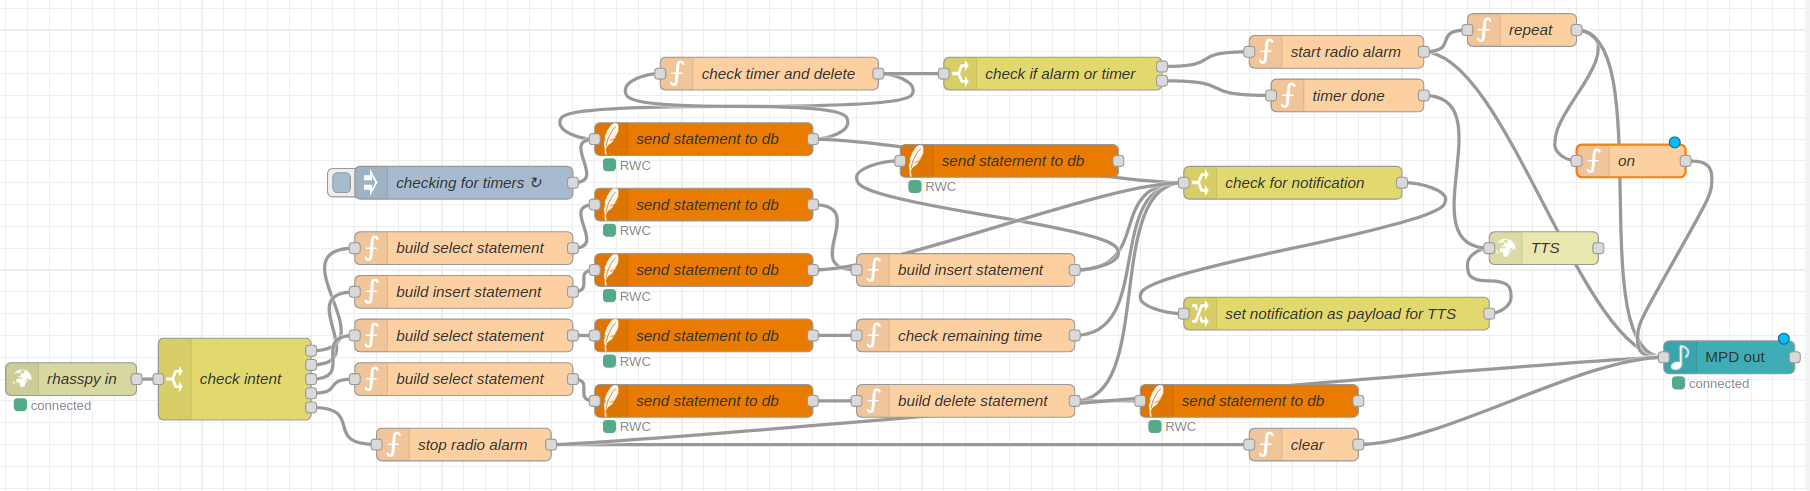 repeat
start radio alarm
check timer and delete
check if alarm or timer
timer done
send statement to db
RWC
send statement to db
RWC
on
checking for timers ↻
check for notification
send statement to db
RWC
build select statement
TTS
send statement to db
RWC
build insert statement
build insert statement
set notification as payload for TTS
build select statement
send statement to db
RWC
check remaining time
MPD out
connected
rhasspy in
connected
check intent
build select statement
send statement to db
RWC
build delete statement
send statement to db
RWC
stop radio alarm
clear